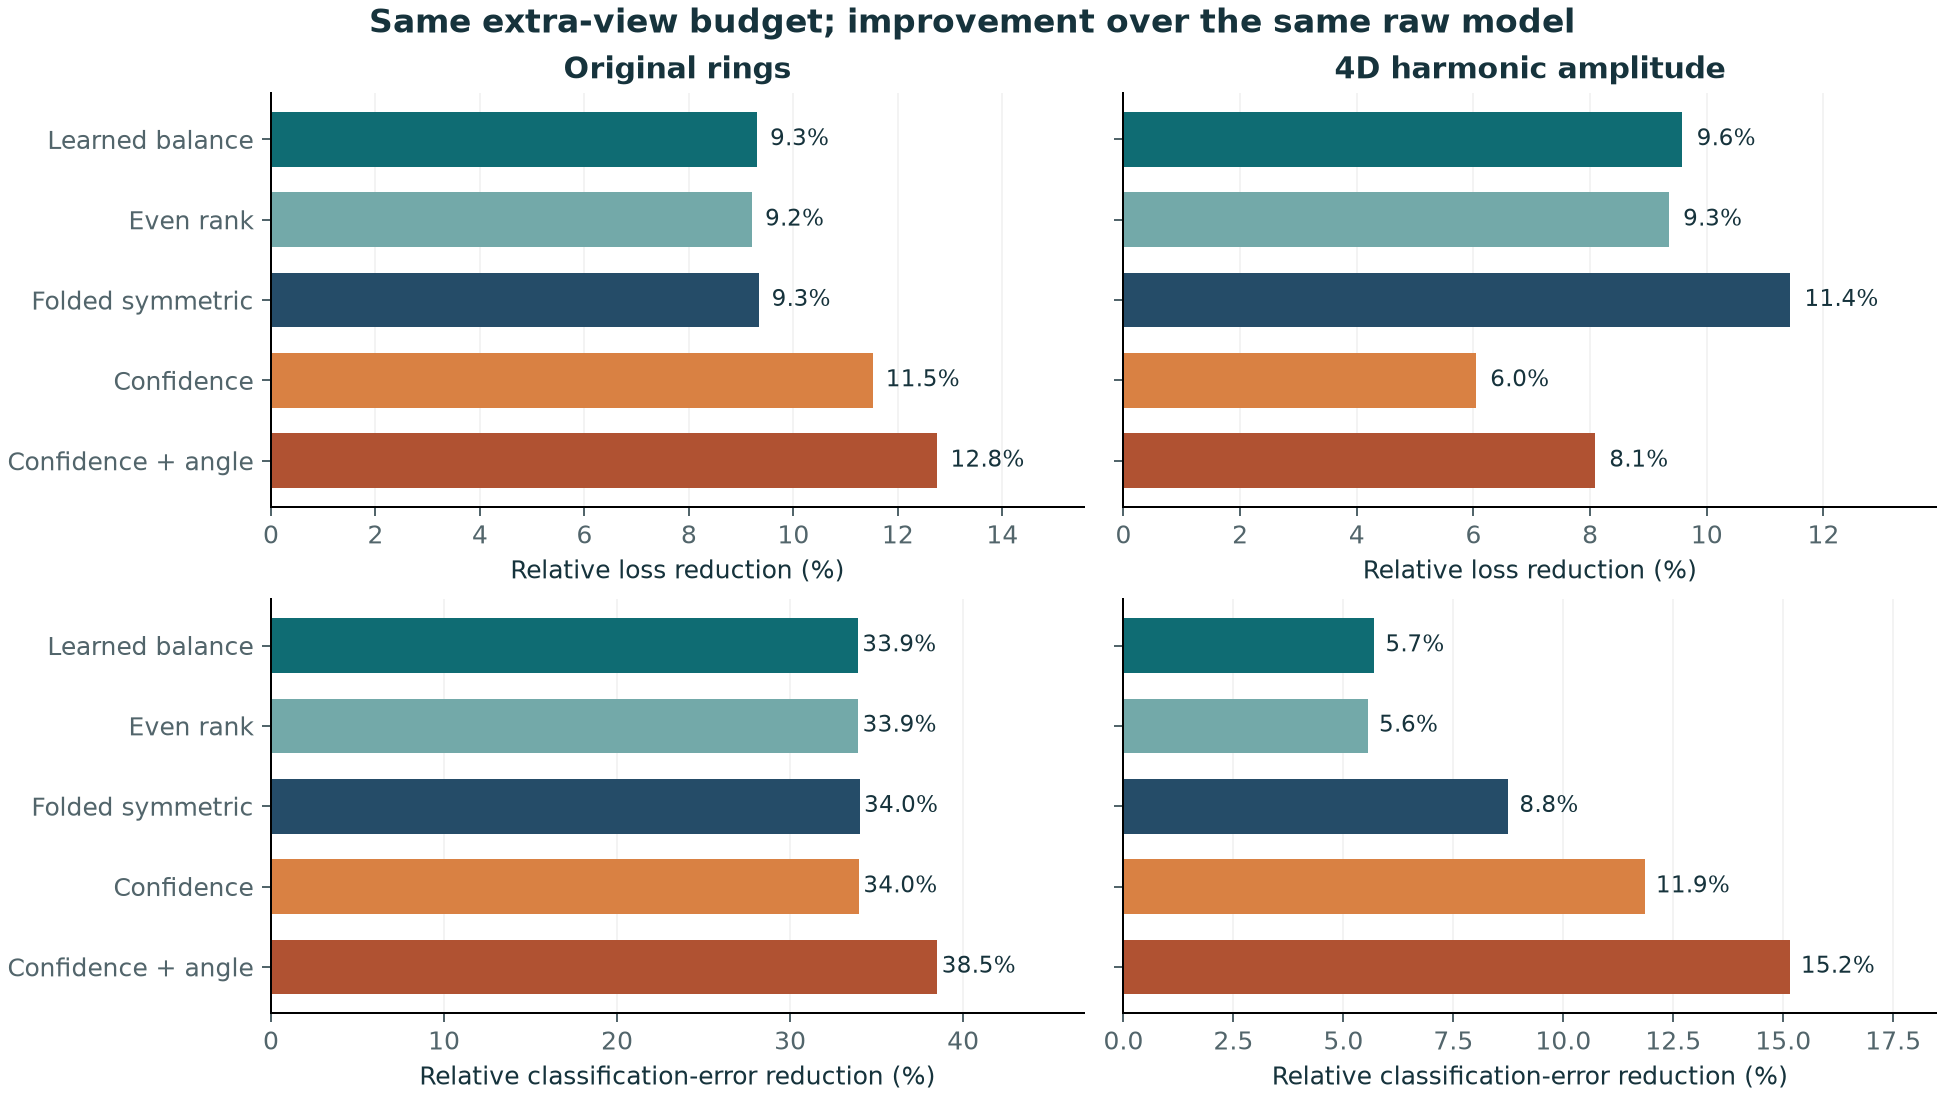 Same extra-view budget; improvement over the same raw model
Original rings
Learned balance
9.3%
Even rank
9.2%
Folded symmetric
9.3%
Confidence
11.5%
Confidence + angle
12.8%
0 2 4 6 8 10 12 14
Relative loss reduction (%)
4D harmonic amplitude
9.6%
9.3%
11.4%
6.0%
8.1%
0 2 4 6 8 10 12
Relative loss reduction (%)
Learned balance
33.9%
Even rank
33.9%
Folded symmetric
34.0%
Confidence
34.0%
Confidence + angle
38.5%
0 10 20 30 40
Relative classification-error reduction (%)
5.7%
5.6%
8.8%
11.9%
15.2%
0.0 2.5 5.0 7.5 10.0 12.5 15.0 17.5
Relative classification-error reduction (%)